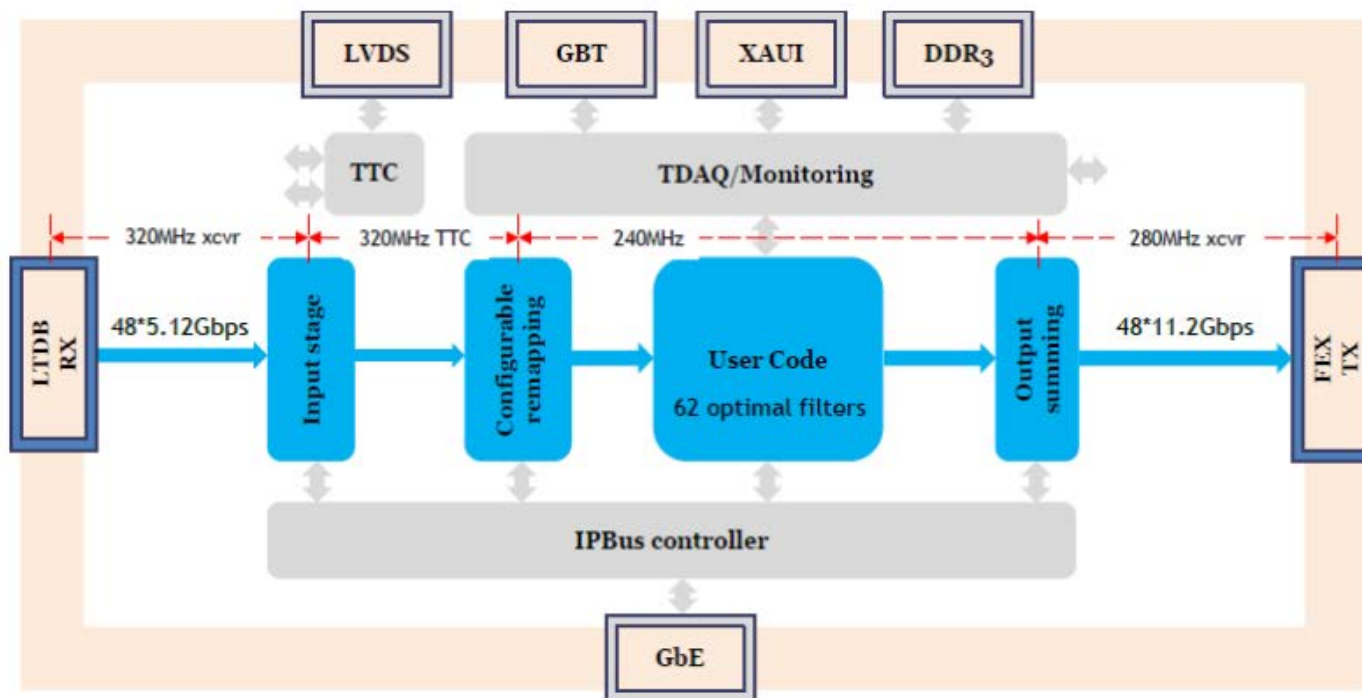 LVDS
GBT
XAUI
DDR3
TTC
TDAQ/Monitoring
320MHz xcvr
320MHz TTC
240MHz
280MHz xcvr
LTDB
RX
48*5.12Gbps
Input stage
Configurable
remapping
User Code
62 optimal filters
Output
summing
48*11.2Gbps
FEX
TX
IPBus controller
GbE